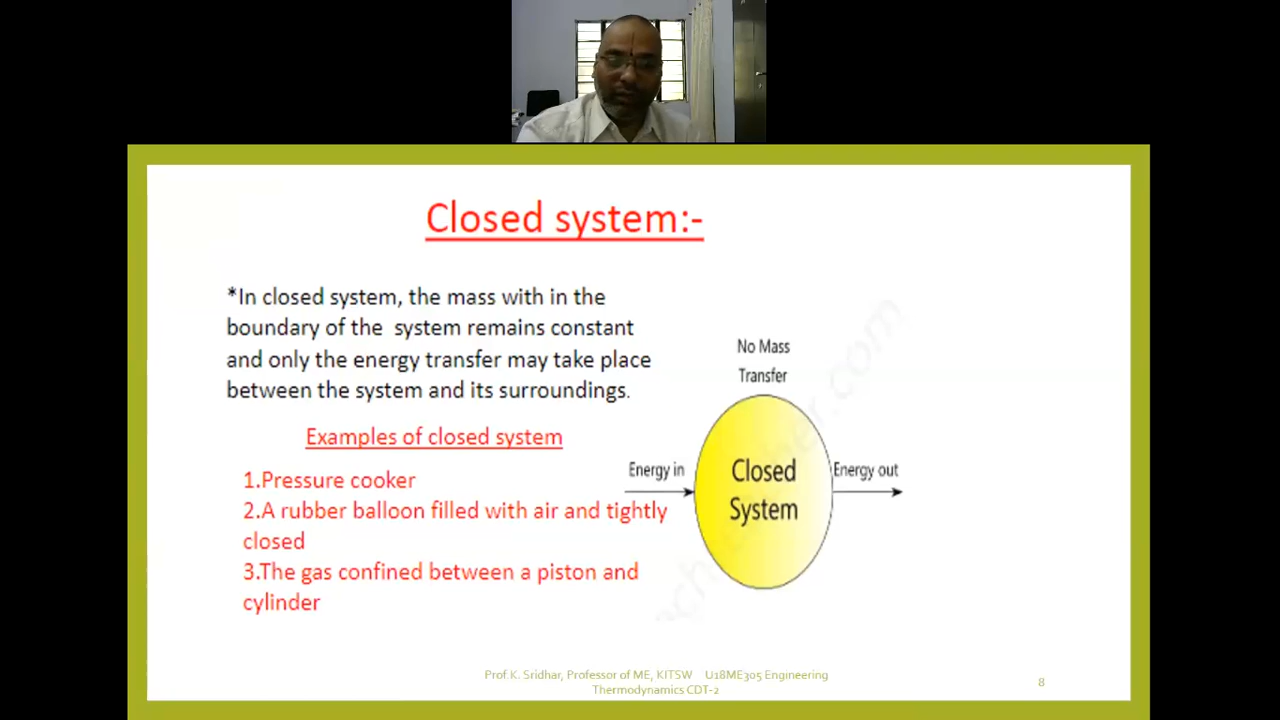 Closed system:-
*In closed system, the mass with in the
boundary of the system remains constant
and only the energy transfer may take place
between the system and its surroundings.
Examples of closed system
1.Pressure cooker
2.A rubber balloon filled with air and tightly
closed
3.The gas confined between a piston and
cylinder
No Mass
Transfer
Energy in
Closed
System
Energy out
Prof.K. Sridhar, Professor of ME, KITSW U18ME305 Engineering
Thermodynamics CDT-2
8